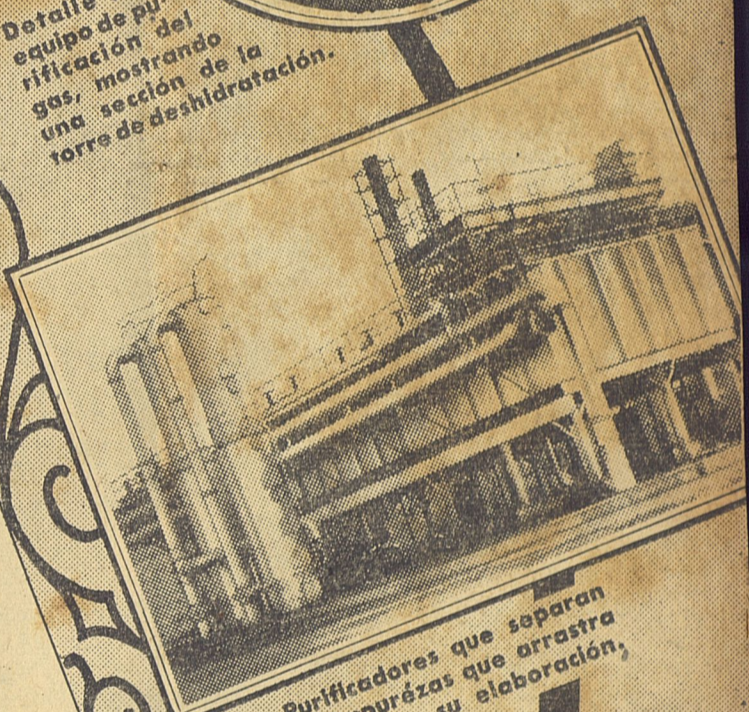 Detalle
equipo de pu-
rificación del
gas, mostrando
una sección de la
torre de deshidratación.
Purificadores que separan
purézas que arrastra
su elaboración,